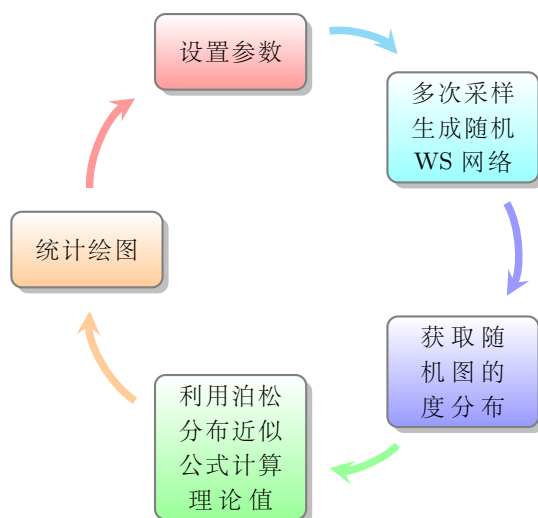 设置参数
多次采样
生成随机
WS 网络
获取随
机图的
度分布
利用泊松
分布近似
公式计算
理论值
统计绘图